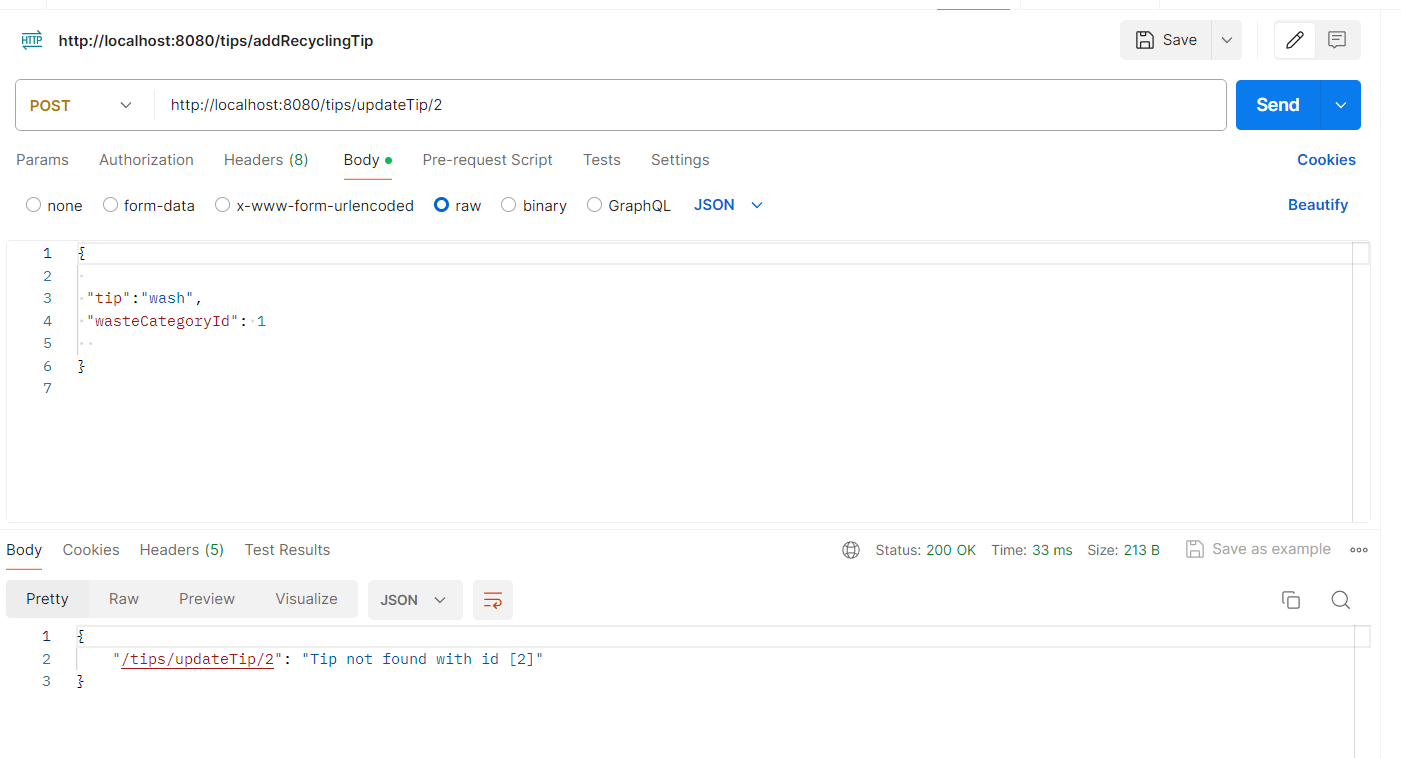 HTTP http://localhost:8080/tips/addRecyclingTip Save
POST http://localhost:8080/tips/updateTip/2 Send
Params Authorization Headers (8) Body Pre-request Script Tests Settings Cookies
none form-data x-www-form-urlencoded raw binary GraphQL JSON Beautify
1 {
2
3 "tip":"wash",
4 "wasteCategoryId": 1
5
6 }
7
Body Cookies Headers (5) Test Results Status: 200 OK Time: 33 ms Size: 213 B Save as example
Pretty Raw Preview Visualize JSON
1 {
2 "/tips/updateTip/2": "Tip not found with id [2]"
3 }